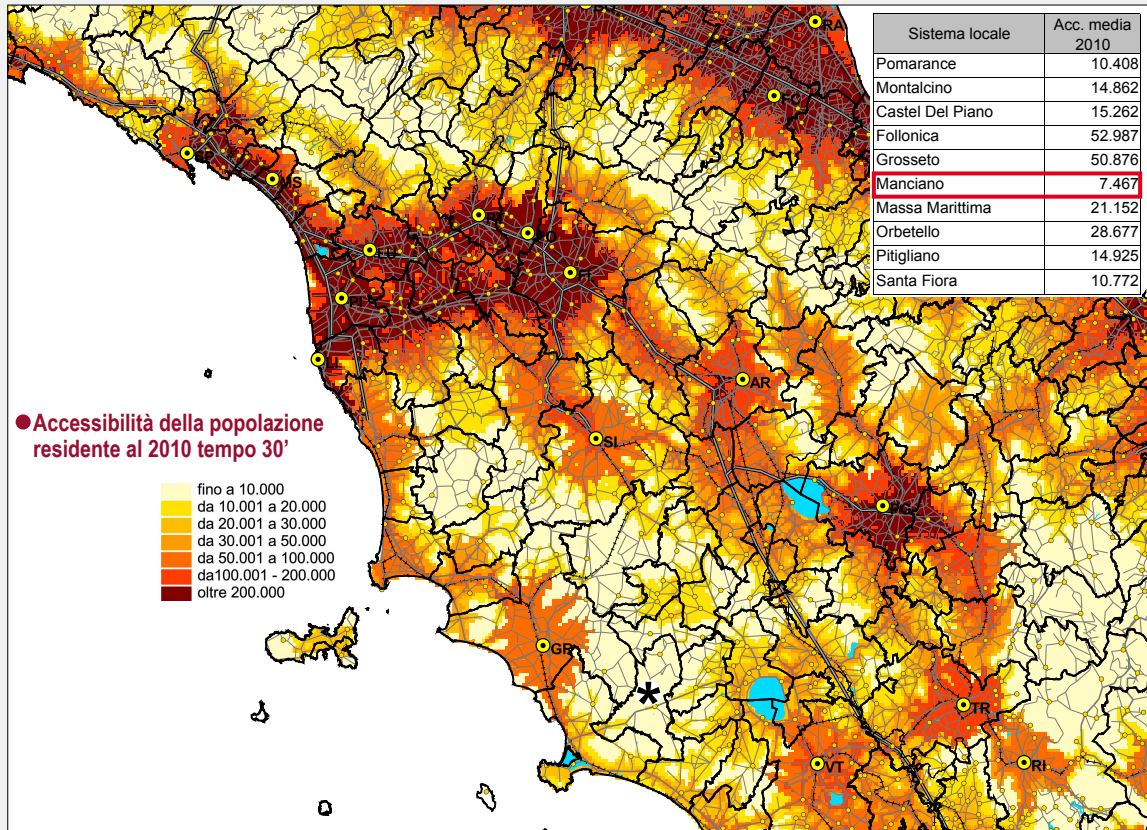 Sistema locale Acc. media 2010
Pomarance 10.408
Montalcino 14.862
Castel Del Piano 15.262
Follonica 52.987
Grosseto 50.876
Manciano 7.467
Massa Marittima 21.152
Orbetello 28.677
Pitigliano 14.925
Santa Fiora 10.772
RA
MS
LU
AR
SI
GR
TR
RI
VT
●Accessibilità della popolazione
residente al 2010 tempo 30’
fino a 10.000
da 10.001 a 20.000
da 20.001 a 30.000
da 30.001 a 50.000
da 50.001 a 100.000
da100.001 - 200.000
oltre 200.000
*